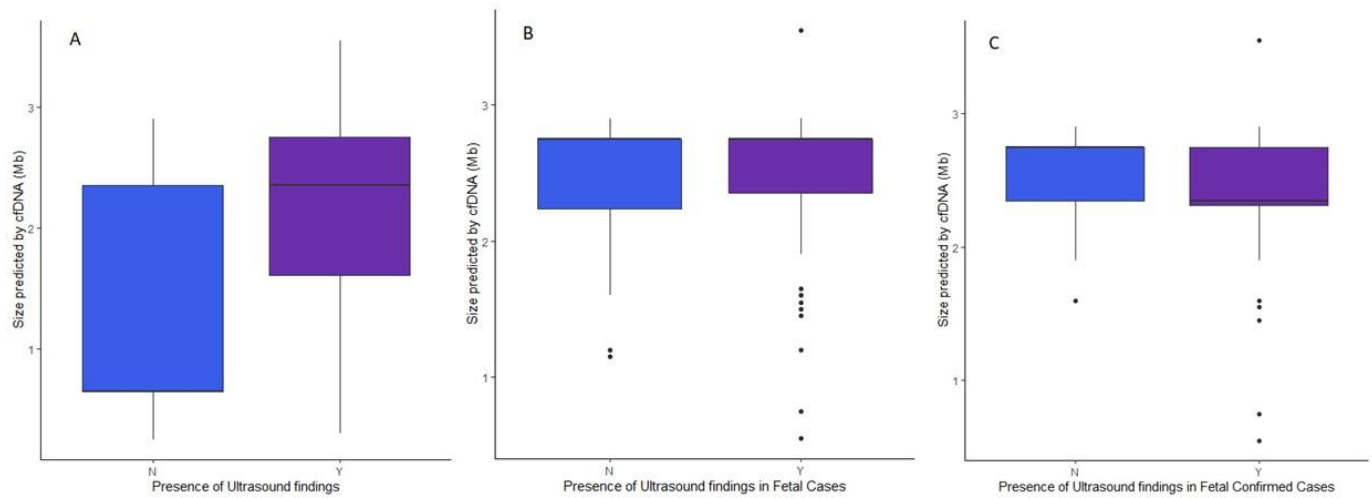 A
Size predicted by cfDNA (Mb)
3
2
1
N
Y
Presence of Ultrasound findings
B
Size predicted by cfDNA (Mb)
3
2
1
N
Y
Presence of Ultrasound findings in Fetal Cases
C
Size predicted by cfDNA (Mb)
3
2
1
N
Y
Presence of Ultrasound findings in Fetal Confirmed Cases